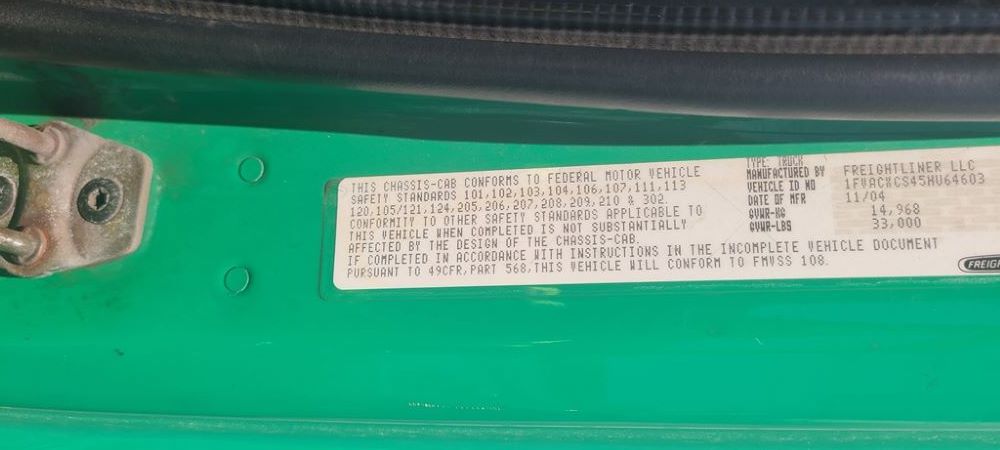 THIS CHASSIS-CAB CONFORMS TO FEDERAL MOTOR VEHICLE
SAFETY STANDARDS 101,102,103,104,106,107,111,113
120,105/121,124,205,206,207,208,209,210 & 302.
CONFORMITY TO OTHER SAFETY STANDARDS APPLICABLE TO
THIS VEHICLE WHEN COMPLETED IS NOT SUBSTANTIALLY
AFFECTED BY THE DESIGN OF THE CHASSIS-CAB.
IF COMPLETED IN ACCORDANCE WITH INSTRUCTIONS IN THE INCOMPLETE VEHICLE DOCUMENT
PURSUANT TO 49CFR,PART 568,THIS VEHICLE WILL CONFORM TO FMVSS 108.
TYPE: TRUCK
MANUFACTURED BY FREIGHTLINER LLC
VEHICLE ID NO 1FVACXCS45HU64603
DATE OF MFR 11/04
GVWR-KG 14,968
GVWR-LBS 33,000
FREIGH